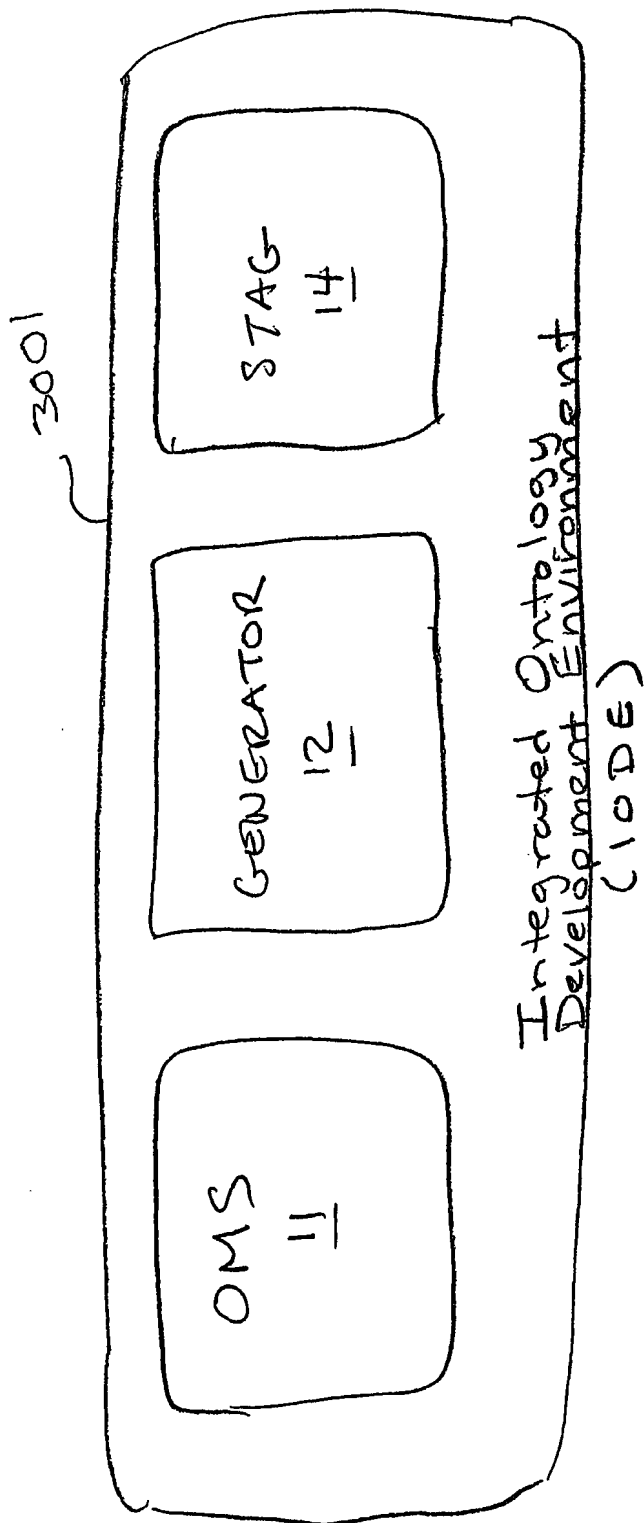 3001
OMS
11
GENERATOR
12
STAG
14
Integrated Ontology
Development Environment
(IODE)